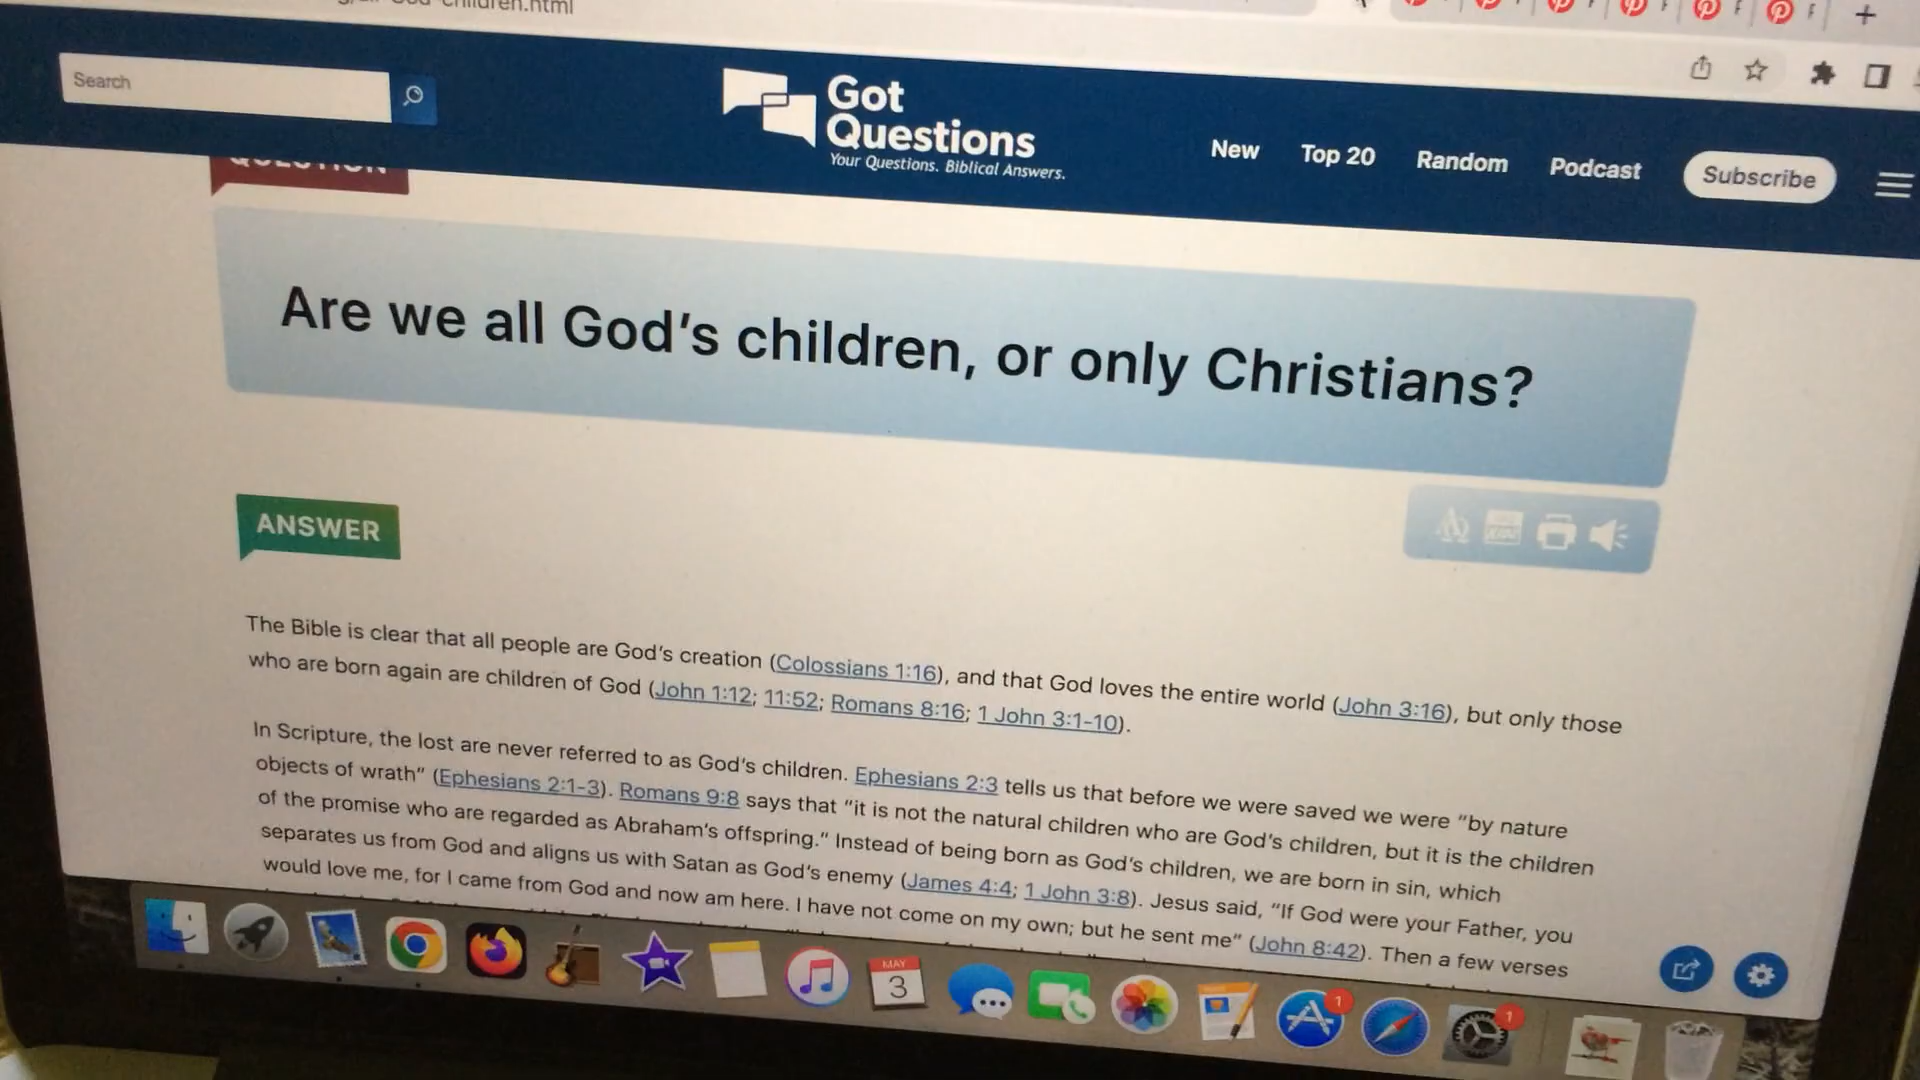 children.html
Search
Got
Questions
Your Questions. Biblical Answers.
New
Top 20
Random
Podcast
Subscribe
QUESTION
Are we all God's children, or only Christians?
ANSWER
The Bible is clear that all people are God's creation (Colossians 1:16), and that God loves the entire world (John 3:16), but only those
who are born again are children of God (John 1:12; 11:52; Romans 8:16; 1 John 3:1-10).
In Scripture, the lost are never referred to as God's children. Ephesians 2:3 tells us that before we were saved we were "by nature
objects of wrath" (Ephesians 2:1-3). Romans 9:8 says that "it is not the natural children who are God's children, but it is the children
of the promise who are regarded as Abraham's offspring." Instead of being born as God's children, we are born in sin, which
separates us from God and aligns us with Satan as God's enemy (James 4:4; 1 John 3:8). Jesus said, "If God were your Father, you
would love me, for I came from God and now am here. I have not come on my own; but he sent me" (John 8:42). Then a few verses
MAY
3
1
1